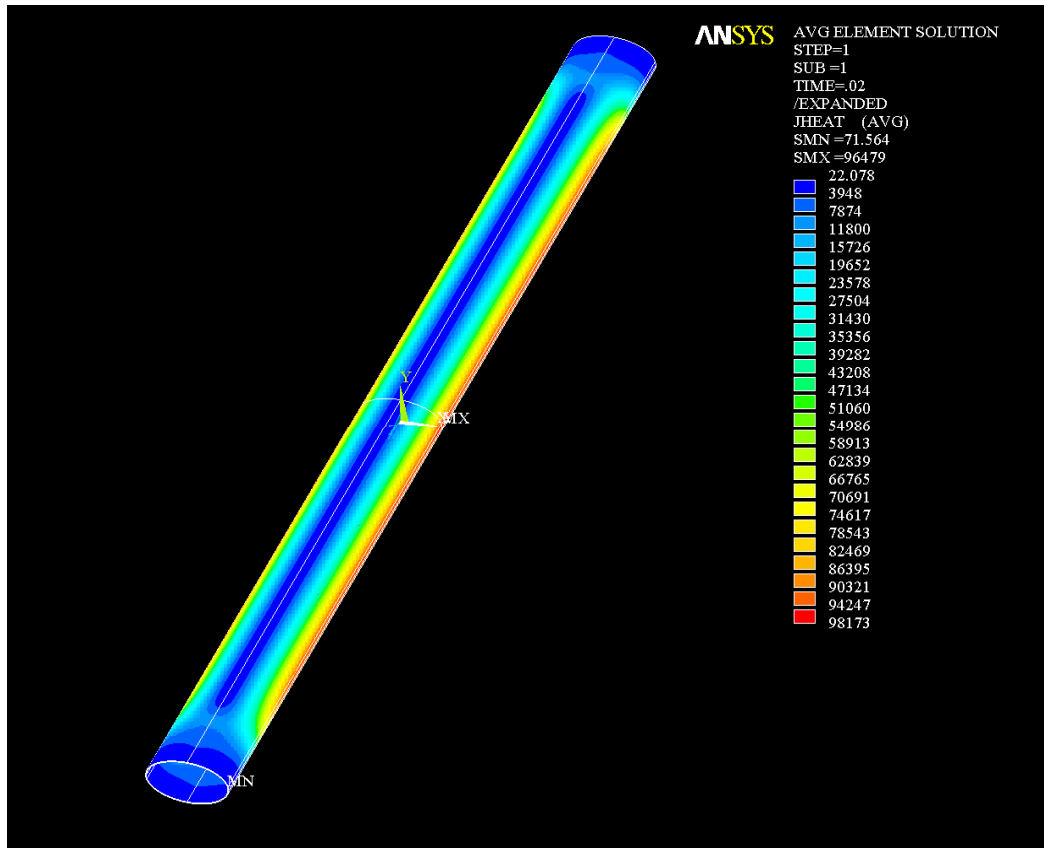 ANSYS
AVG ELEMENT SOLUTION
STEP=1
SUB =1
TIME=.02
/EXPANDED
JHEAT (AVG)
SMN =71.564
SMX =96479
22.078
3948
7874
11800
15726
19652
23578
27504
31430
35356
39282
43208
47134
51060
54986
58913
62839
66765
70691
74617
78543
82469
86395
90321
94247
98173
Y
MX
MN